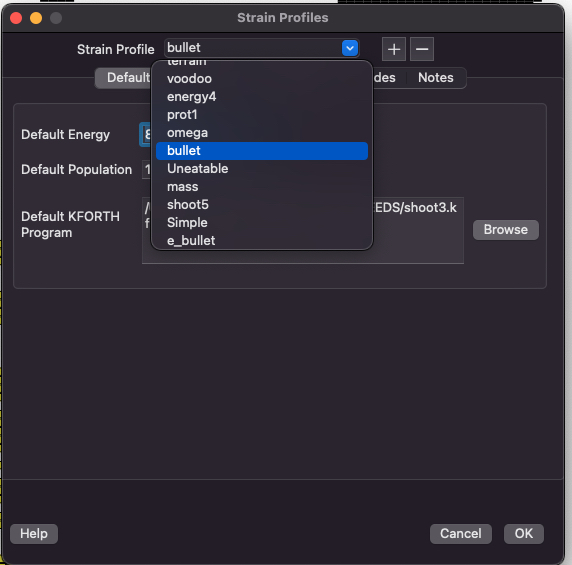 Strain Profiles
Strain Profile bullet
Default des Notes
terrain
voodoo
energy4
prot1
omega
bullet
Uneatable
mass
shoot5
Simple
e_bullet
Default Energy 8
Default Population 1
Default KFORTH Program
/ EEDS/shoot3.k
f
Browse
Help Cancel OK